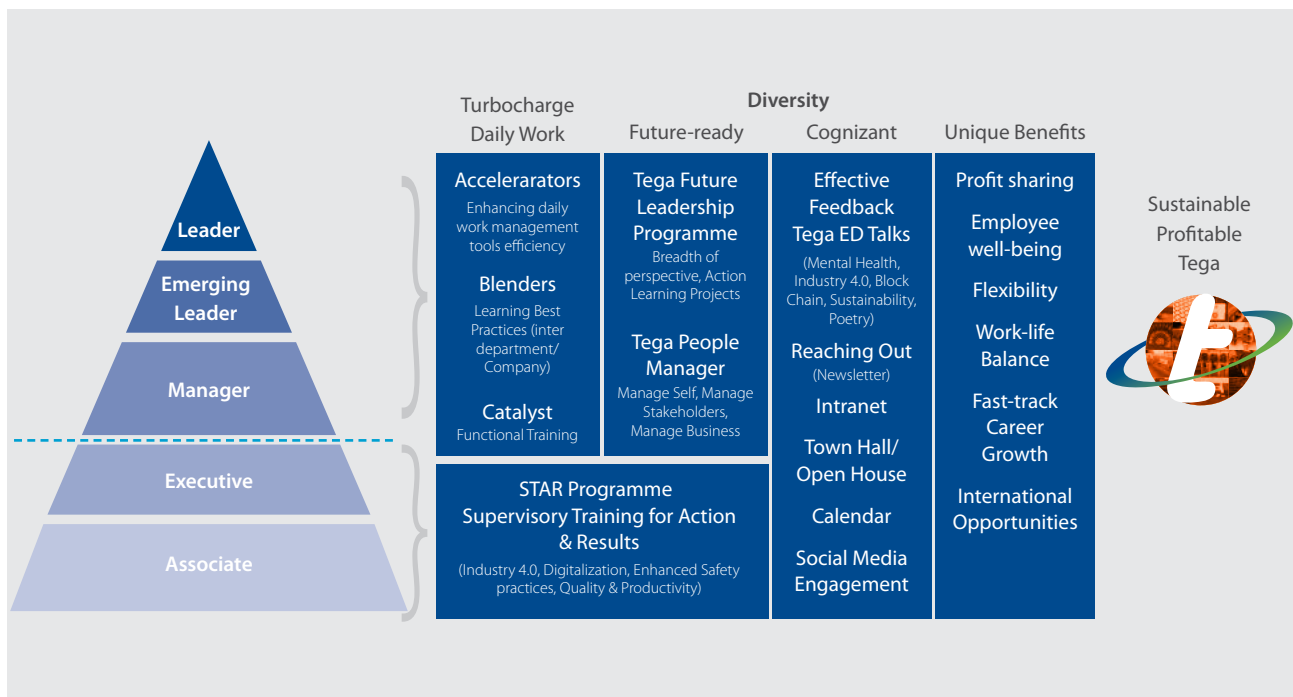 Leader
Emerging
Leader
Manager
Executive
Associate
Diversity
Turbocharge
Daily Work
Accelerarators
Enhancing daily
work management
tools efficiency
Blenders
Learning Best
Practices (inter
department/
Company)
Catalyst
Functional Training
Future-ready
Tega Future
Leadership
Programme
Breadth of
perspective, Action
Learning Projects
Tega People
Manager
Manage Self, Manage
Stakeholders,
Manage Business
STAR Programme
Supervisory Training for Action
& Results
(Industry 4.0, Digitalization, Enhanced Safety
practices, Quality & Productivity)
Cognizant
Effective
Feedback
Tega ED Talks
(Mental Health,
Industry 4.0, Block
Chain, Sustainability,
Poetry)
Reaching Out
(Newsletter)
Intranet
Town Hall/
Open House
Calendar
Social Media
Engagement
Unique Benefits
Profit sharing
Employee
well-being
Flexibility
Work-life
Balance
Fast-track
Career
Growth
International
Opportunities
Sustainable
Profitable
Tega